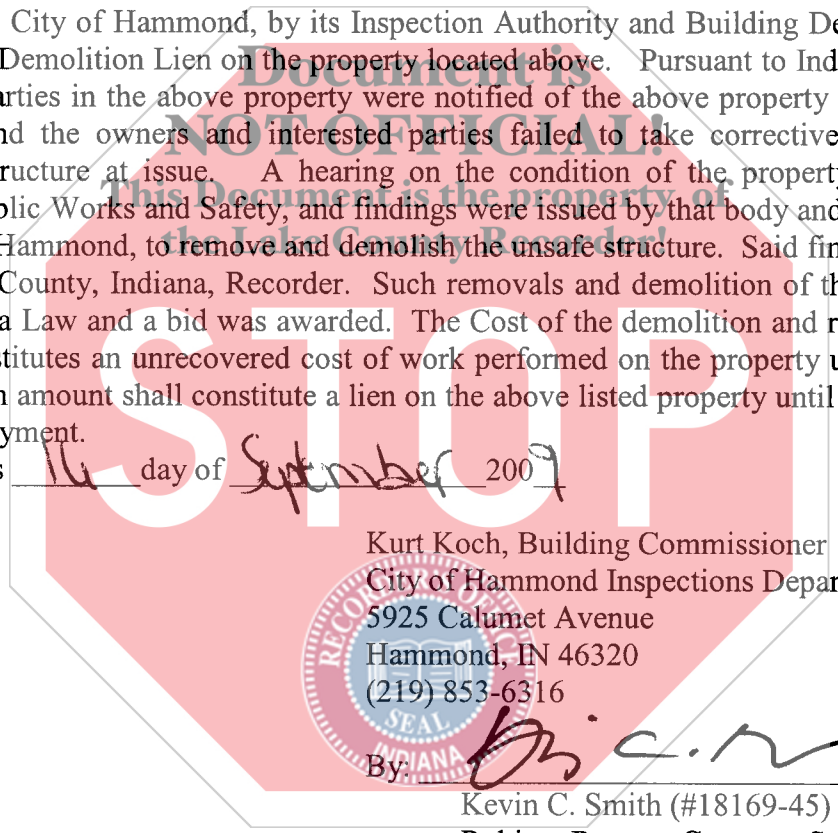 City of Hammond, by its Inspection Authority and Building De
Demolition Lien on the property located above. Pursuant to Ind
arties in the above property were notified of the above property
nd the owners and interested parties failed to take corrective
ructure at issue. A hearing on the condition of the propert
blic Works and Safety, and findings were issued by that body and
Hammond, to remove and demolish the unsafe structure. Said fin
County, Indiana, Recorder. Such removals and demolition of th
a Law and a bid was awarded. The Cost of the demolition and r
stitutes an unrecovered cost of work performed on the property u
n amount shall constitute a lien on the above listed property until
yment.
s 16 day of September 2009
Kurt Koch, Building Commissioner
City of Hammond Inspections Depar
5925 Calumet Avenue
Hammond, IN 46320
(219) 853-6316
By:
Kevin C. Smith (#18169-45)
Document is
NOT OFFICIAL!
This Document is the property of
the Lake County Recorder!
STOP
RECORDER'S OFFICE
SEAL
INDIANA